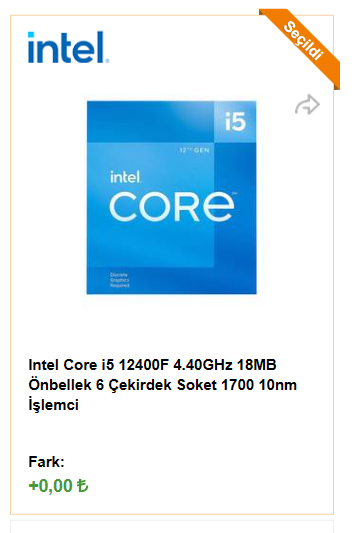 intel.
Seçildi
i5
12TH GEN
intel.
CORE™
Discrete
Graphics
Required
Intel Core i5 12400F 4.40GHz 18MB
Önbellek 6 Çekirdek Soket 1700 10nm
İşlemci
Fark:
+0,00 ₺